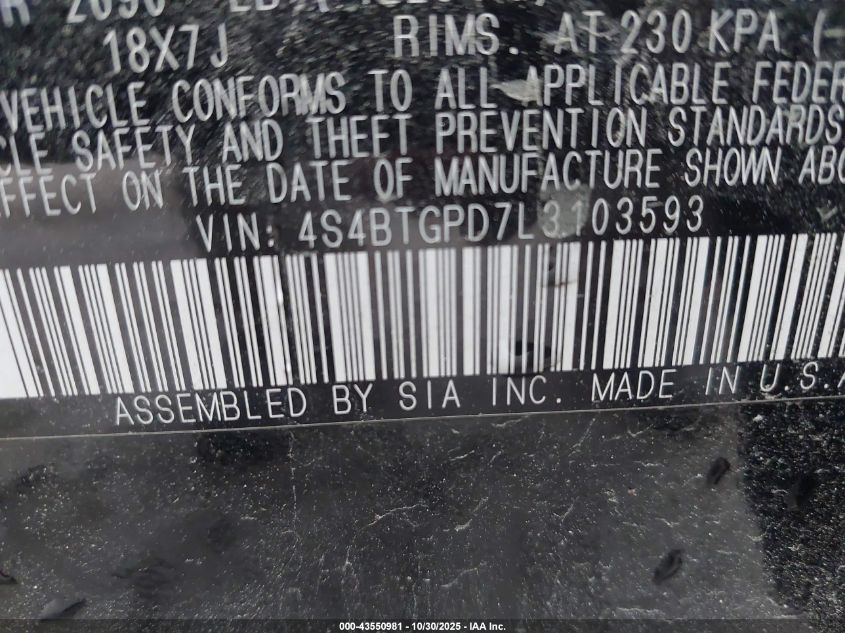 18X7J RIMS. AT 230 KPA (
VEHICLE CONFORMS TO ALL APPLICABLE FEDER
CLE SAFETY AND THEFT PREVENTION STANDARDS
EFFECT ON THE DATE OF MANUFACTURE SHOWN ABO
VIN: 4S4BTGPD7L3103593
ASSEMBLED BY SIA INC. MADE IN U.S.A
000-43550981 - 10/30/2025 - IAA Inc.